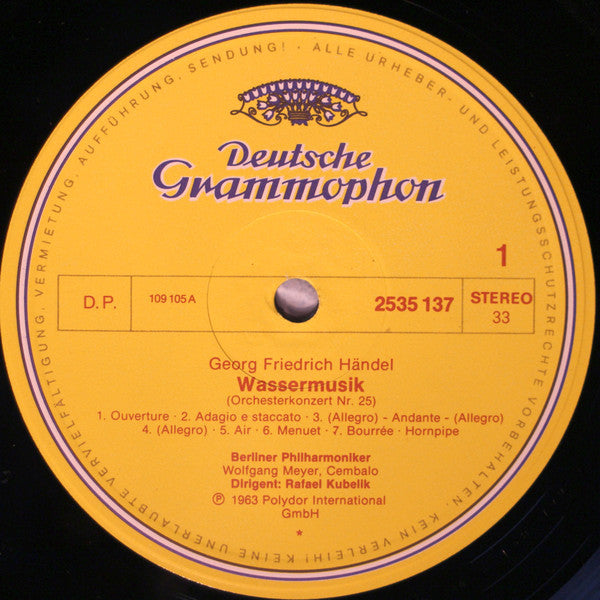 Deutsche
Grammophon
1
D.P.
109 105 A
2535 137
STEREO
33
Georg Friedrich Händel
Wassermusik
(Orchesterkonzert Nr. 25)
1. Ouverture · 2. Adagio e staccato · 3. (Allegro) - Andante - (Allegro)
4. (Allegro) · 5. Air · 6. Menuet · 7. Bourrée · Hornpipe
Berliner Philharmoniker
Wolfgang Meyer, Cembalo
Dirigent: Rafael Kubelik
Ⓟ 1963 Polydor International
GmbH
*
ALLE URHEBER- UND LEISTUNGSSCHUTZRECHTE VORBEHALTEN. KEIN VERLEIH! KEINE UNERLAUBTE VERVIELFÄLTIGUNG, VERMIETUNG, AUFFÜHRUNG, SENDUNG! ·